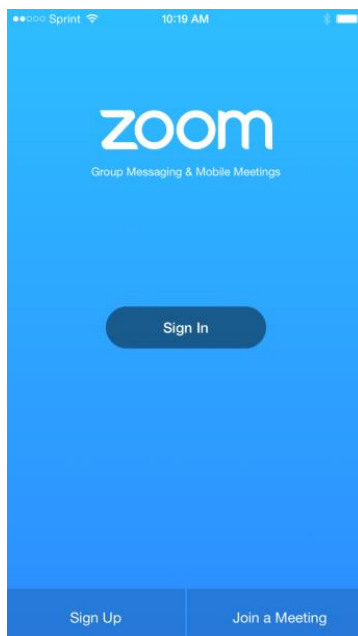 Sprint 10:19 AM
zoom
Group Messaging & Mobile Meetings
Sign In
Sign Up Join a Meeting